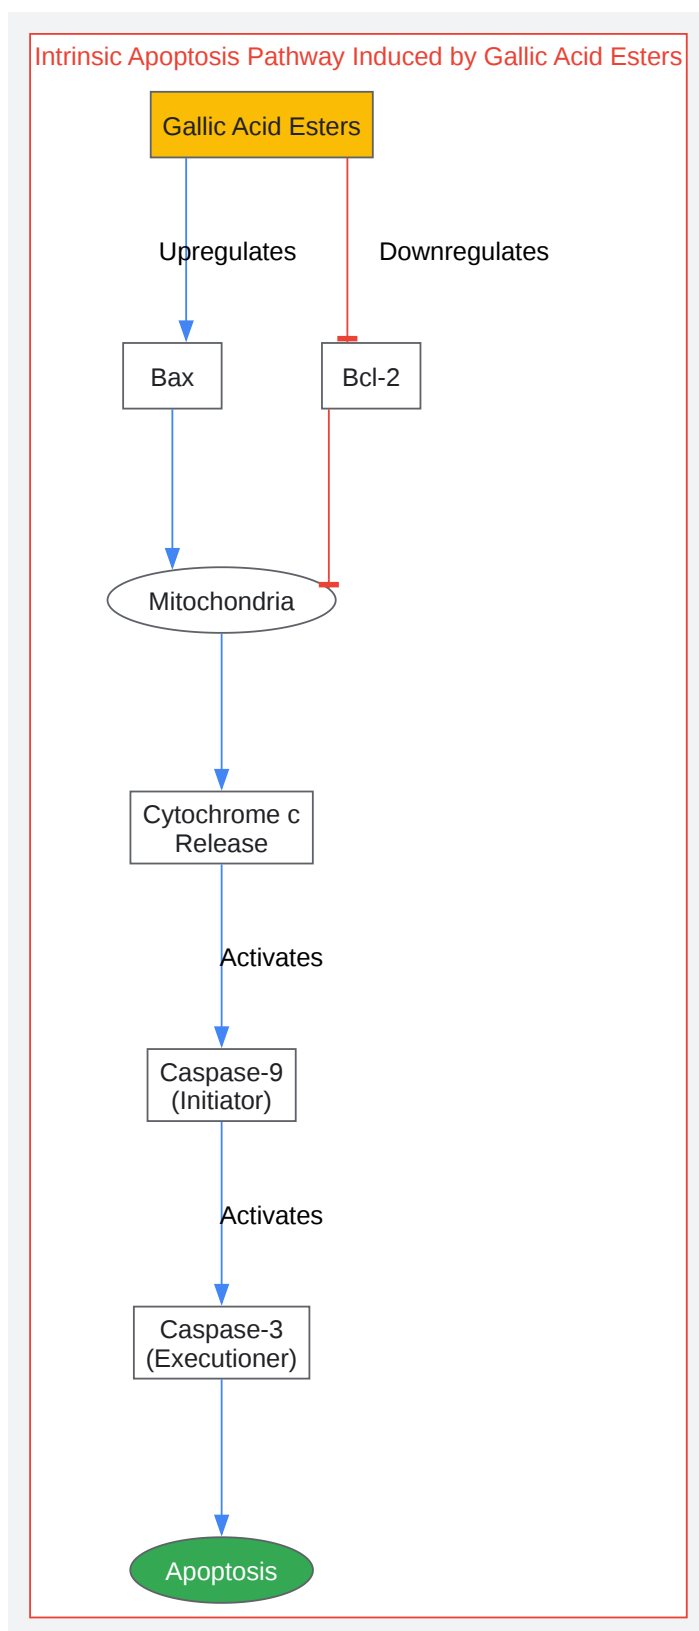 Intrinsic Apoptosis Pathway Induced by Gallic Acid Esters
Gallic Acid Esters
Upregulates
Downregulates
Bax
Bcl-2
Mitochondria
Cytochrome c
Release
Activates
Caspase-9
(Initiator)
Activates
Caspase-3
(Executioner)
Apoptosis